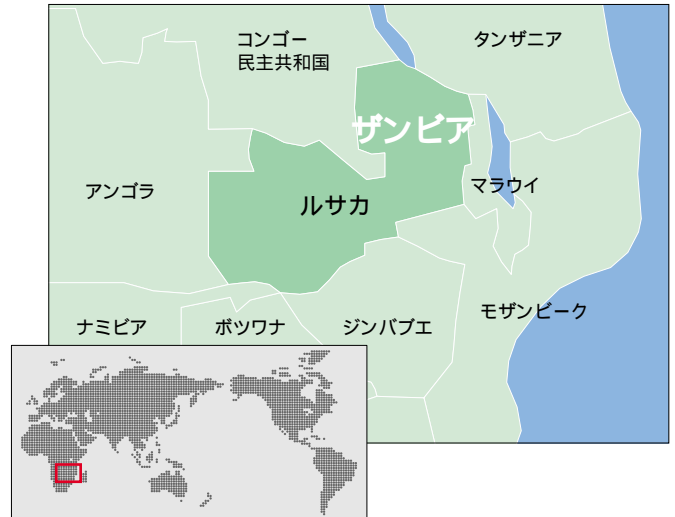 コンゴー
民主共和国
タンザニア
ザンビア
アンゴラ
ルサカ
マラウイ
モザンビーク
ナミビア
ボツワナ
ジンバブエ